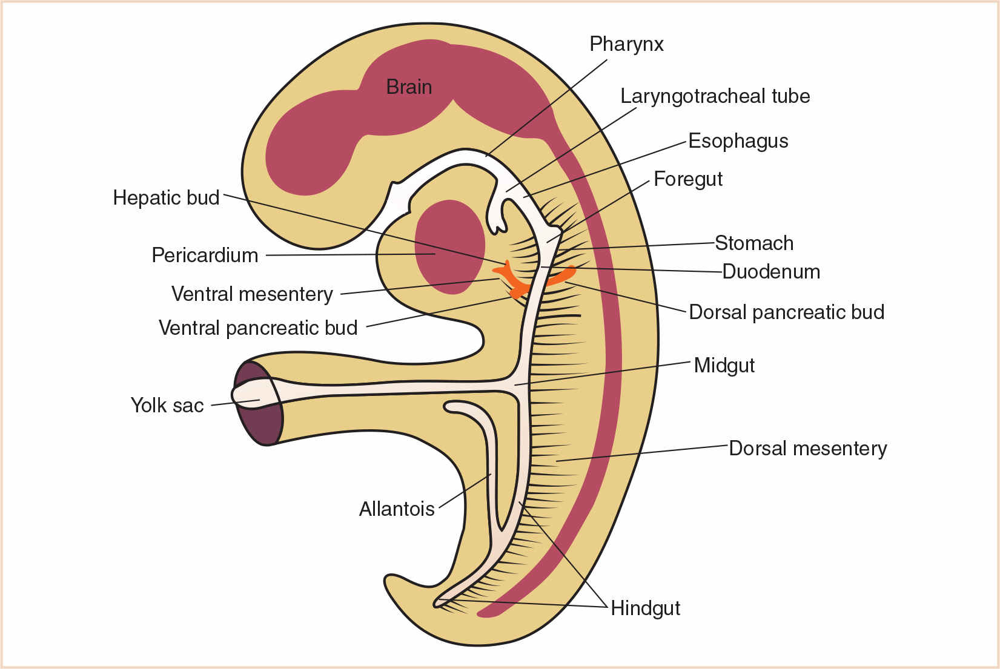 Pharynx
Brain
Laryngotracheal tube
Esophagus
Foregut
Hepatic bud
Stomach
Pericardium
Duodenum
Ventral mesentery
Dorsal pancreatic bud
Ventral pancreatic bud
Midgut
Yolk sac
Dorsal mesentery
Allantois
Hindgut